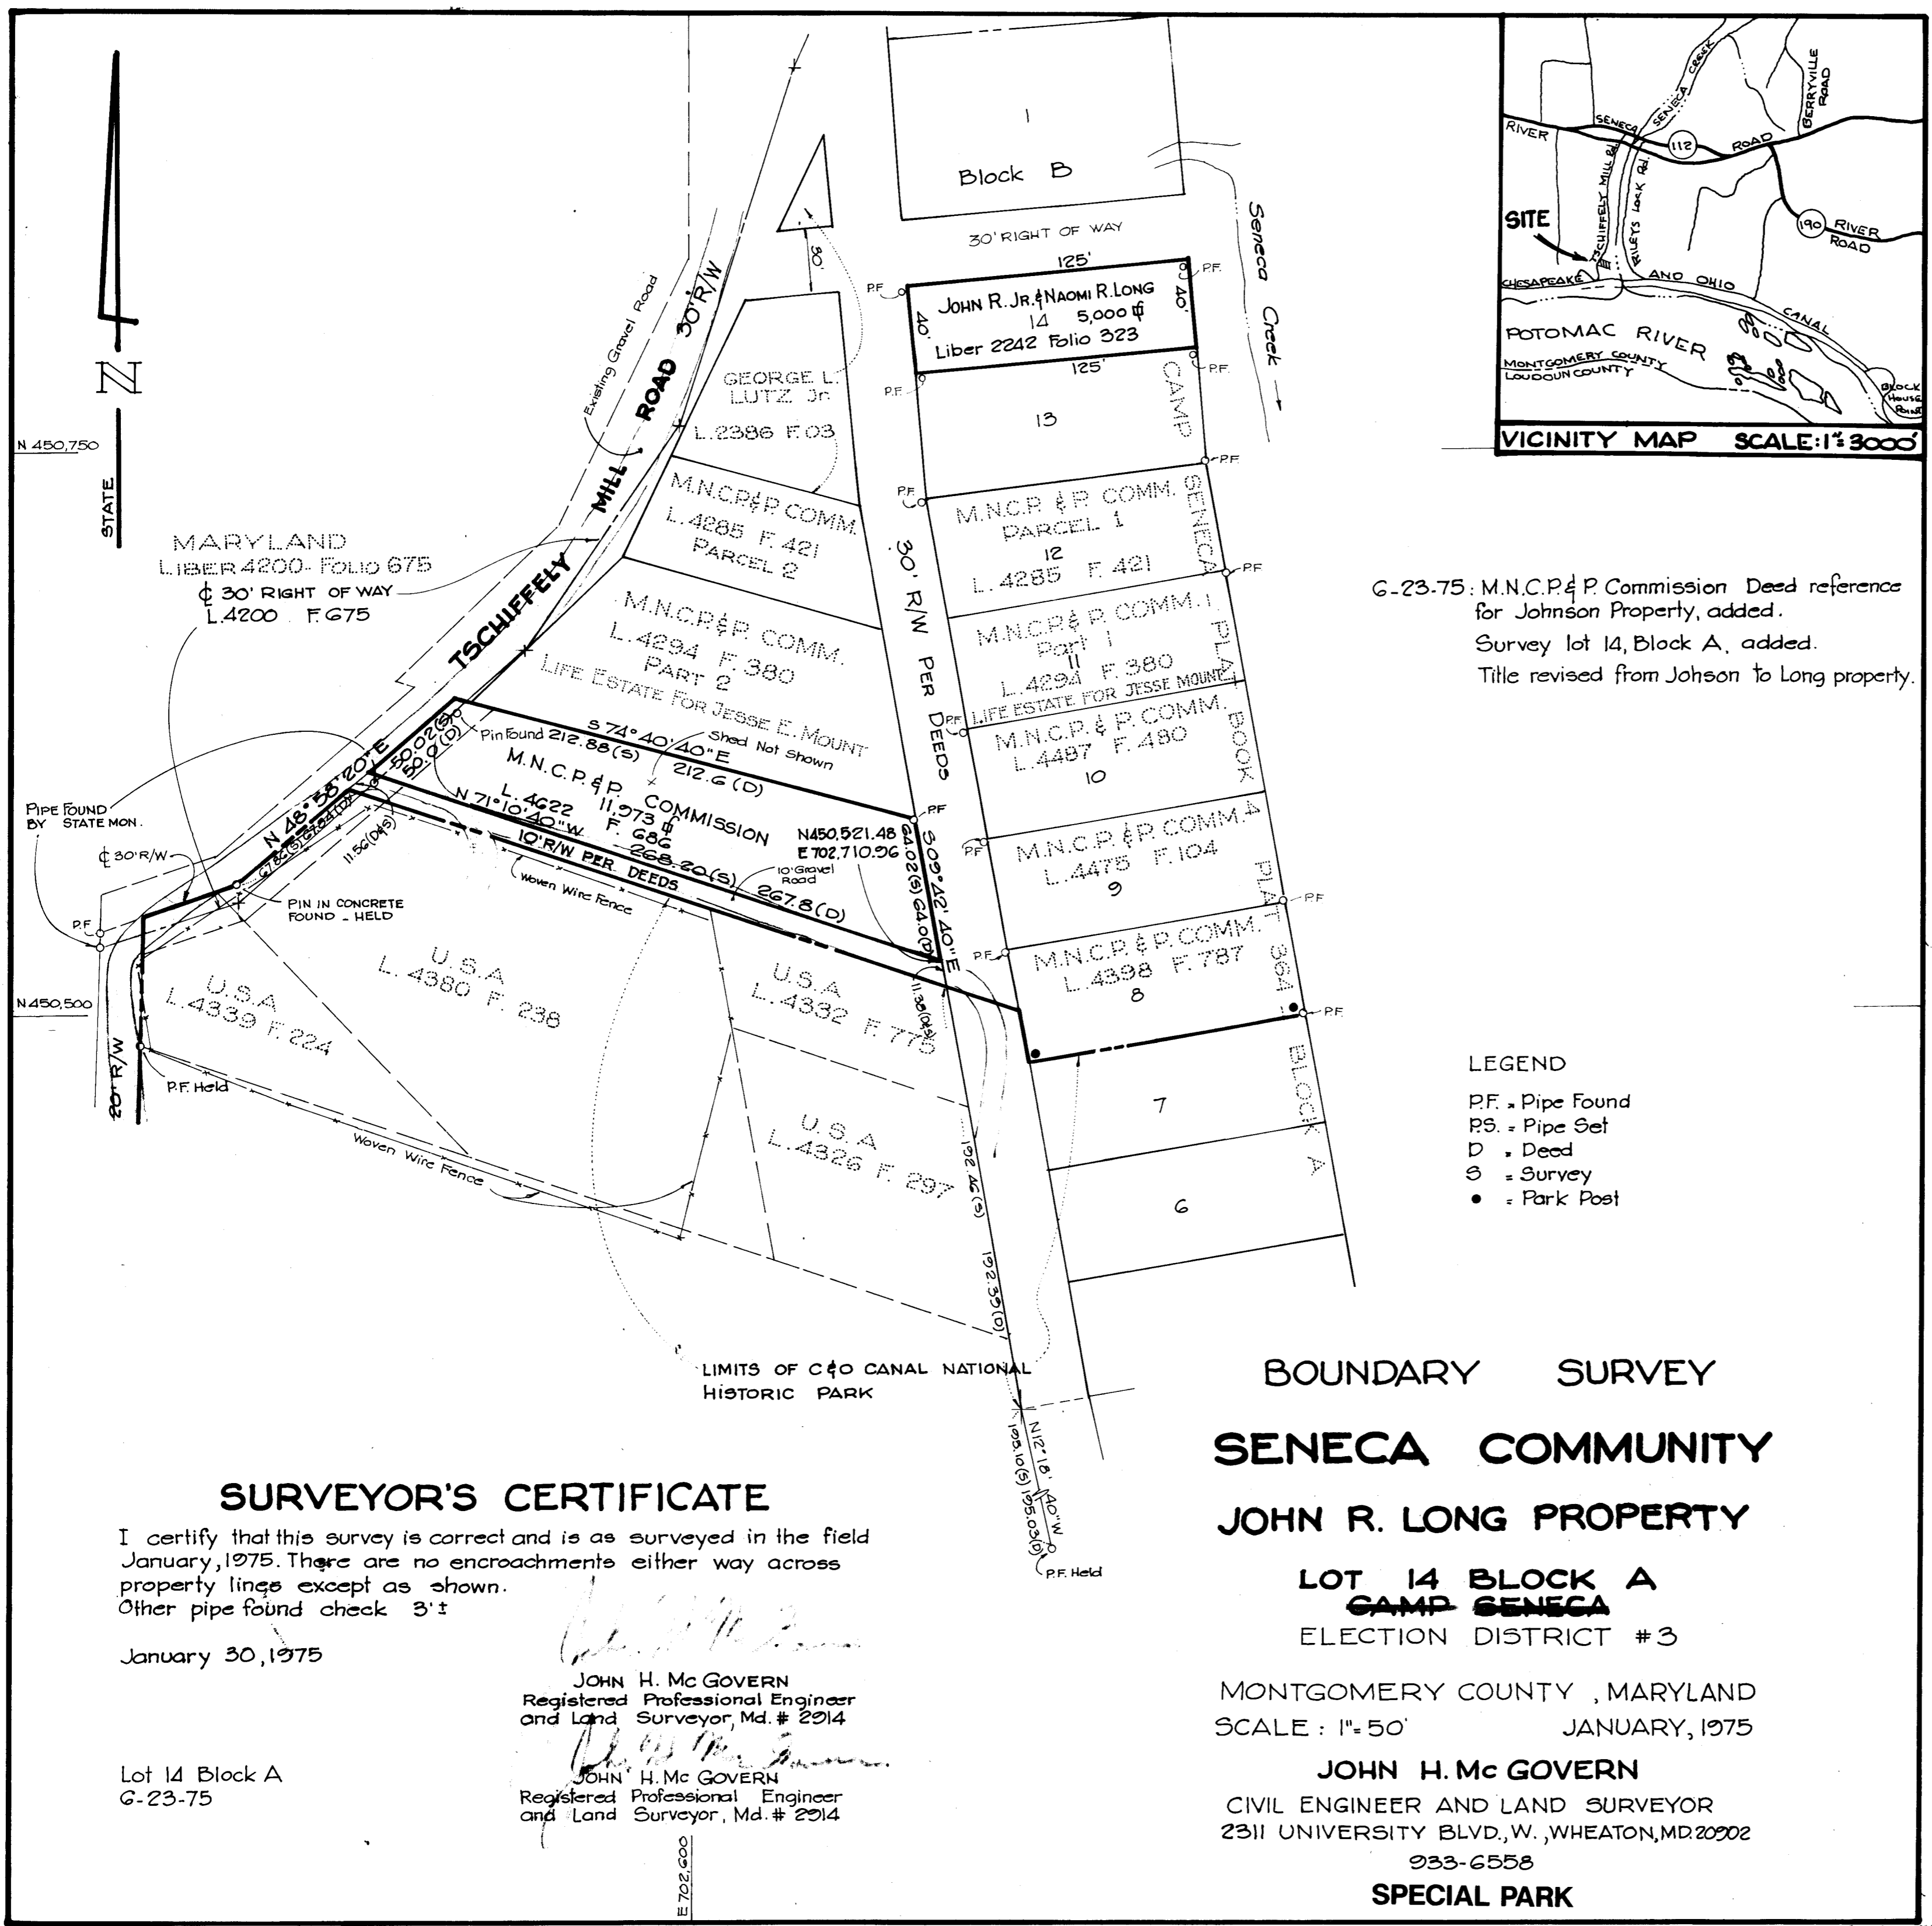 1
Block B
30' RIGHT OF WAY
125'
P.F.
P.F.
JOHN R. JR. & NAOMI R. LONG
14 5,000 ⏍
Liber 2242 Folio 323
40'
40'
125'
P.F.
P.F.
Seneca Creek
30'
Existing Gravel Road
TSCHIFFELY MILL ROAD 30' R/W
GEORGE L.
LUTZ Jr.
L.2386 F.03
13
P.F.
P.F.
M.N.C.P.&P. COMM.
L.4285 F.421
PARCEL 2
M.N.C.P. & P. COMM.
PARCEL 1
12
L.4285 F.421
P.F.
30' R/W PER DEEDS
CAMP SENECA PLAT BOOK 4 PLAT 364 BLOCK A
N 450,750
STATE
N
MARYLAND
LIBER 4200 - FOLIO 675
℄ 30' RIGHT OF WAY
L.4200 F.675
M.N.C.P.&P. COMM.
L.4294 F.380
PART 2
LIFE ESTATE FOR JESSE E. MOUNT
M.N.C.P.& P. COMM.
Part 1
11
L.4294 F.380
LIFE ESTATE FOR JESSE MOUNT
P.F.
M.N.C.P. & P. COMM.
L.4487 F.480
10
S 74° 40' 40" E
Pin Found 212.88 (S)
212.6 (D)
Shed Not Shown
50.02 (S)
50.0 (D)
M.N.C.P. & P. COMMISSION
L. 4622
11,973 ⏍
F. 686
N 71° 10' 40" W
268.20 (S)
267.8 (D)
10' R/W PER DEEDS
Woven Wire Fence
10' Gravel
Road
N450,521.48
E 702,710.96
P.F.
64.02 (S) 64.0 (D)
S 09° 42' 40" E
11.38 (D&S)
N 48° 58' 20" E
67.86 (S) 67.84 (D)
11.56 (D&S)
PIPE FOUND
BY STATE MON.
℄ 30' R/W
PIN IN CONCRETE
FOUND - HELD
P.F.
P.F.
M.N.C.P. & P. COMM.
L.4475 F.104
9
P.F.
P.F.
M.N.C.P. & P. COMM.
L.4398 F.787
8
P.F.
N 450,500
20' R/W
P.F. Held
U.S.A
L.4339 F.224
U.S.A
L. 4380 F. 238
U.S.A
L. 4332 F. 775
U.S.A
L.4326 F. 297
Woven Wire Fence
7
6
192.46 (S)
192.39 (D)
LIMITS OF C&O CANAL NATIONAL
HISTORIC PARK
N12° 18' 40" W
195.10 (S) 195.03 (D)
P.F. Held
SENECA CREEK
BERRYVILLE
ROAD
RIVER
SENECA
112
ROAD
TSCHIFFELY MILL Rd.
RILEYS LOCK Rd.
SITE
190
RIVER
ROAD
CHESAPEAKE AND OHIO CANAL
POTOMAC RIVER
MONTGOMERY COUNTY
LOUDOUN COUNTY
BLOCK
HOUSE
POINT
VICINITY MAP SCALE: 1"= 3000'
6-23-75: M.N.C.P.& P. Commission Deed reference
for Johnson Property, added.
Survey lot 14, Block A, added.
Title revised from Johson to Long property.
LEGEND
P.F. = Pipe Found
P.S. = Pipe Set
D = Deed
S = Survey
● = Park Post
SURVEYOR'S CERTIFICATE
I certify that this survey is correct and is as surveyed in the field
January, 1975. There are no encroachments either way across
property lines except as shown.
Other pipe found check 3'±
January 30, 1975
JOHN H. Mc GOVERN
Registered Professional Engineer
and Land Surveyor, Md. # 2914
Lot 14 Block A
6-23-75
JOHN H. Mc GOVERN
Registered Professional Engineer
and Land Surveyor, Md. # 2914
E 702,600
BOUNDARY SURVEY
SENECA COMMUNITY
JOHN R. LONG PROPERTY
LOT 14 BLOCK A
CAMP SENECA
ELECTION DISTRICT #3
MONTGOMERY COUNTY, MARYLAND
SCALE: 1"= 50' JANUARY, 1975
JOHN H. Mc GOVERN
CIVIL ENGINEER AND LAND SURVEYOR
2311 UNIVERSITY BLVD., W., WHEATON, MD. 20902
933-6558
SPECIAL PARK